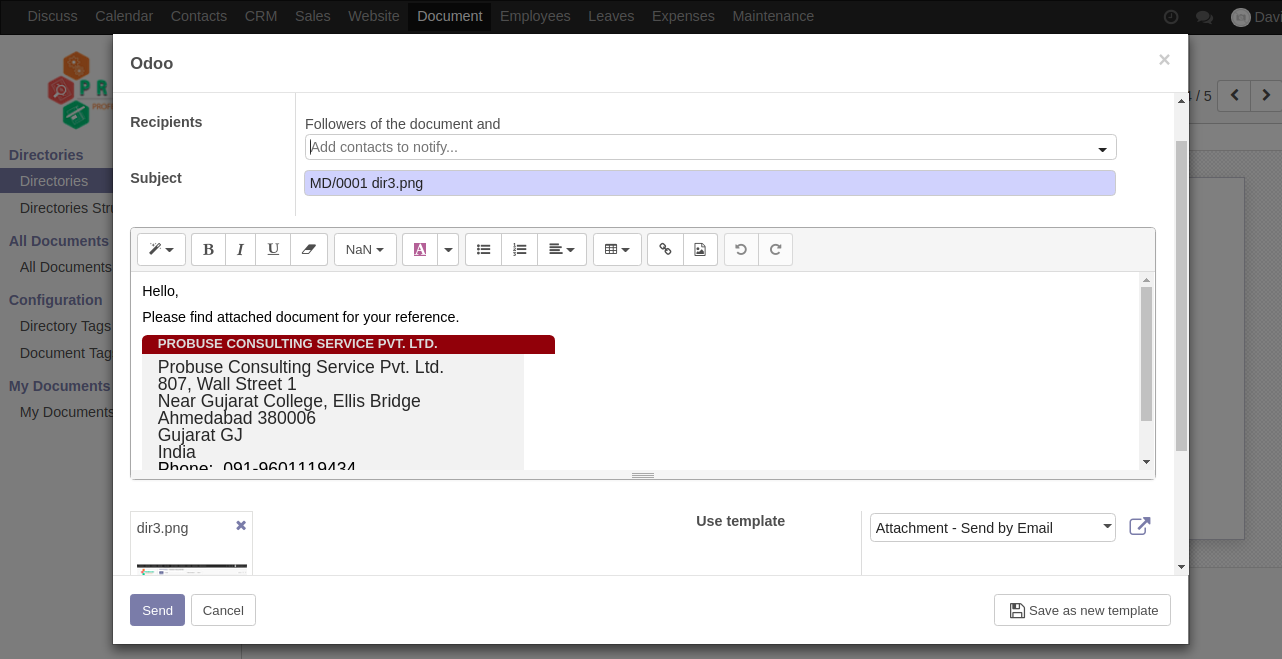 Discuss Calendar Contacts CRM Sales Website Document Employees Leaves Expenses Maintenance
Odoo
×
/ 5
Recipients
Followers of the document and
Add contacts to notify...
Subject
MD/0001 dir3.png
Directories
Directories
All Documents
All Documents
Configuration
Directory Tags
Document Tag
My Documents
My Documents
B I U NaN A
Hello,
Please find attached document for your reference.
PROBUSE CONSULTING SERVICE PVT. LTD.
Probuse Consulting Service Pvt. Ltd.
807, Wall Street 1
Near Gujarat College, Ellis Bridge
Ahmedabad 380006
Gujarat GJ
India
Phone: 091-9601119434
dir3.png
Use template
Attachment - Send by Email
Send Cancel
Save as new template